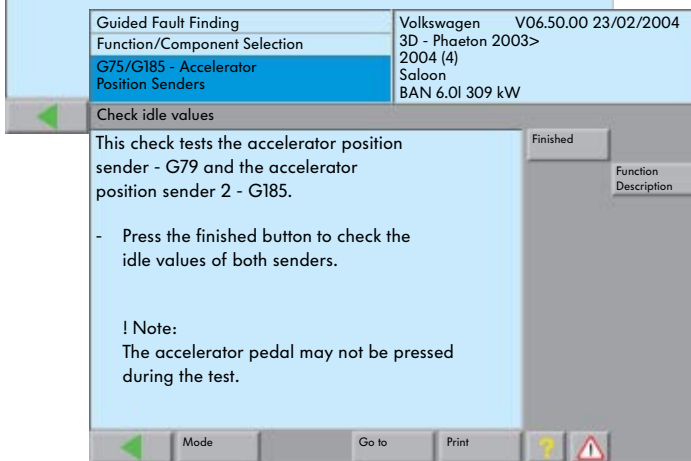 Guided Fault Finding
Function/Component Selection
G75/G185 - Accelerator
Position Senders
Volkswagen V06.50.00 23/02/2004
3D - Phaeton 2003>
2004 (4)
Saloon
BAN 6.0l 309 kW
Check idle values
This check tests the accelerator position
sender - G79 and the accelerator
position sender 2 - G185.
- Press the finished button to check the
idle values of both senders.
! Note:
The accelerator pedal may not be pressed
during the test.
Finished
Function
Description
Mode
Go to
Print
?
!